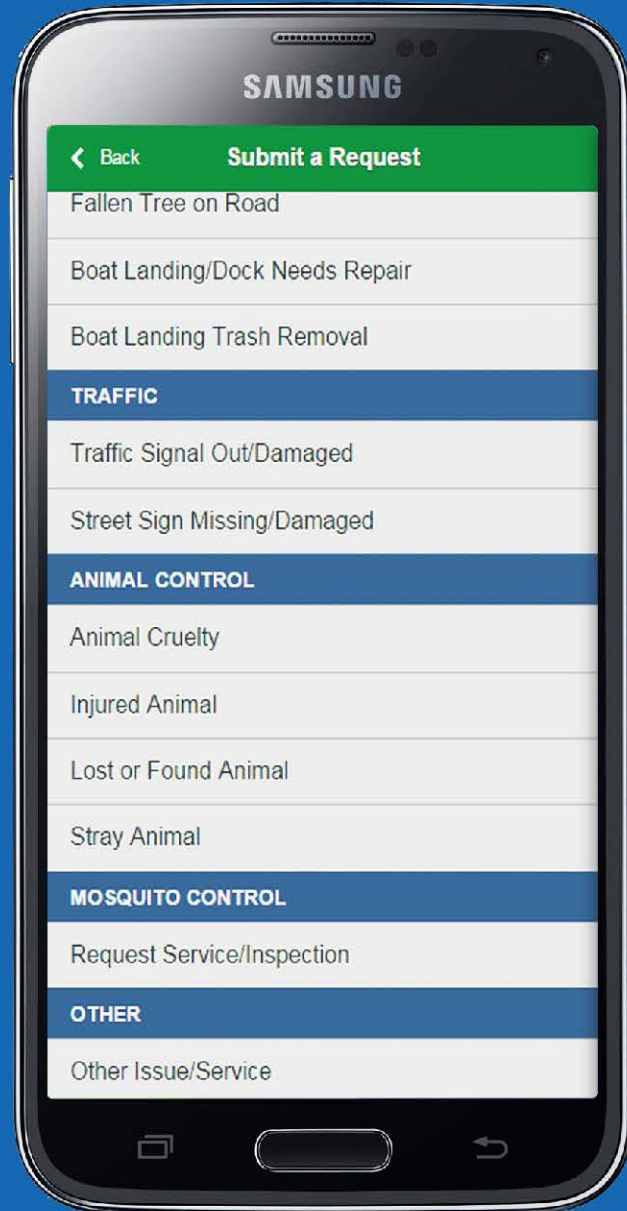 SAMSUNG
Back Submit a Request
Fallen Tree on Road
Boat Landing/Dock Needs Repair
Boat Landing Trash Removal
TRAFFIC
Traffic Signal Out/Damaged
Street Sign Missing/Damaged
ANIMAL CONTROL
Animal Cruelty
Injured Animal
Lost or Found Animal
Stray Animal
MOSQUITO CONTROL
Request Service/Inspection
OTHER
Other Issue/Service